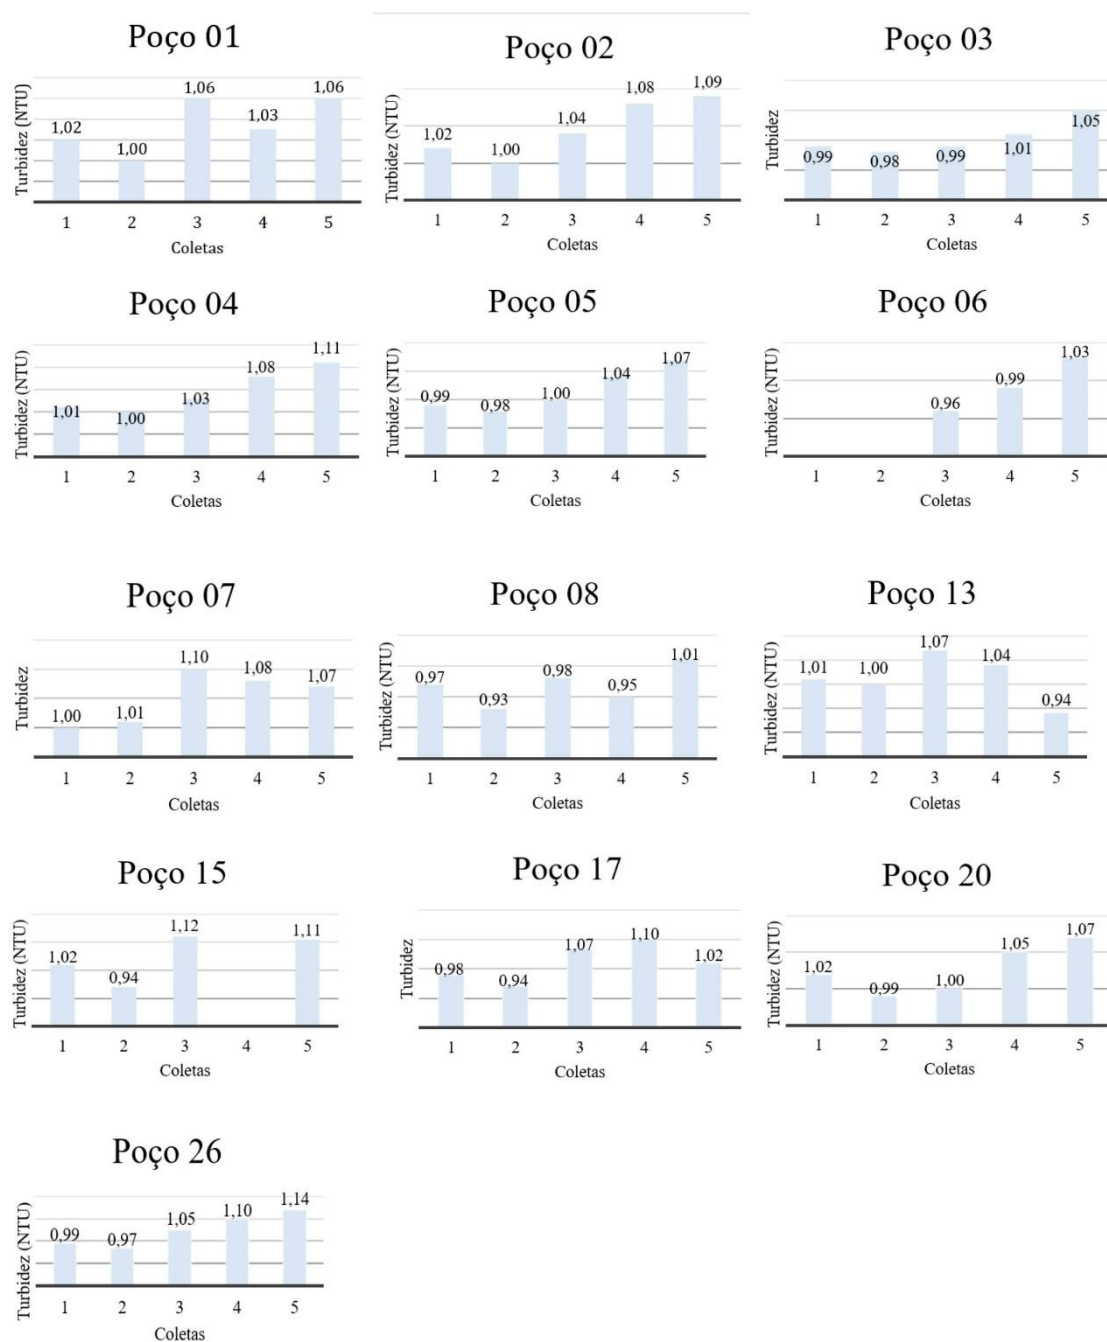 Poço 01
Turbidez (NTU)
1,02
1,00
1,06
1,03
1,06
1 2 3 4 5
Coletas
Poço 02
Turbidez (NTU)
1,02
1,00
1,04
1,08
1,09
1 2 3 4 5
Coletas
Poço 03
Turbidez
0,99
0,98
0,99
1,01
1,05
1 2 3 4 5
Coletas
Poço 04
Turbidez (NTU)
1,01
1,00
1,03
1,08
1,11
1 2 3 4 5
Coletas
Poço 05
Turbidez (NTU)
0,99
0,98
1,00
1,04
1,07
1 2 3 4 5
Coletas
Poço 06
Turbidez (NTU)
0,96
0,99
1,03
1 2 3 4 5
Coletas
Poço 07
Turbidez
1,00
1,01
1,10
1,08
1,07
1 2 3 4 5
Coletas
Poço 08
Turbidez (NTU)
0,97
0,93
0,98
0,95
1,01
1 2 3 4 5
Coletas
Poço 13
Turbidez (NTU)
1,01
1,00
1,07
1,04
0,94
1 2 3 4 5
Coletas
Poço 15
Turbidez (NTU)
1,02
0,94
1,12
1,11
1 2 3 4 5
Coletas
Poço 17
Turbidez
0,98
0,94
1,07
1,10
1,02
1 2 3 4 5
Coletas
Poço 20
Turbidez (NTU)
1,02
0,99
1,00
1,05
1,07
1 2 3 4 5
Coletas
Poço 26
Turbidez (NTU)
0,99
0,97
1,05
1,10
1,14
1 2 3 4 5
Coletas